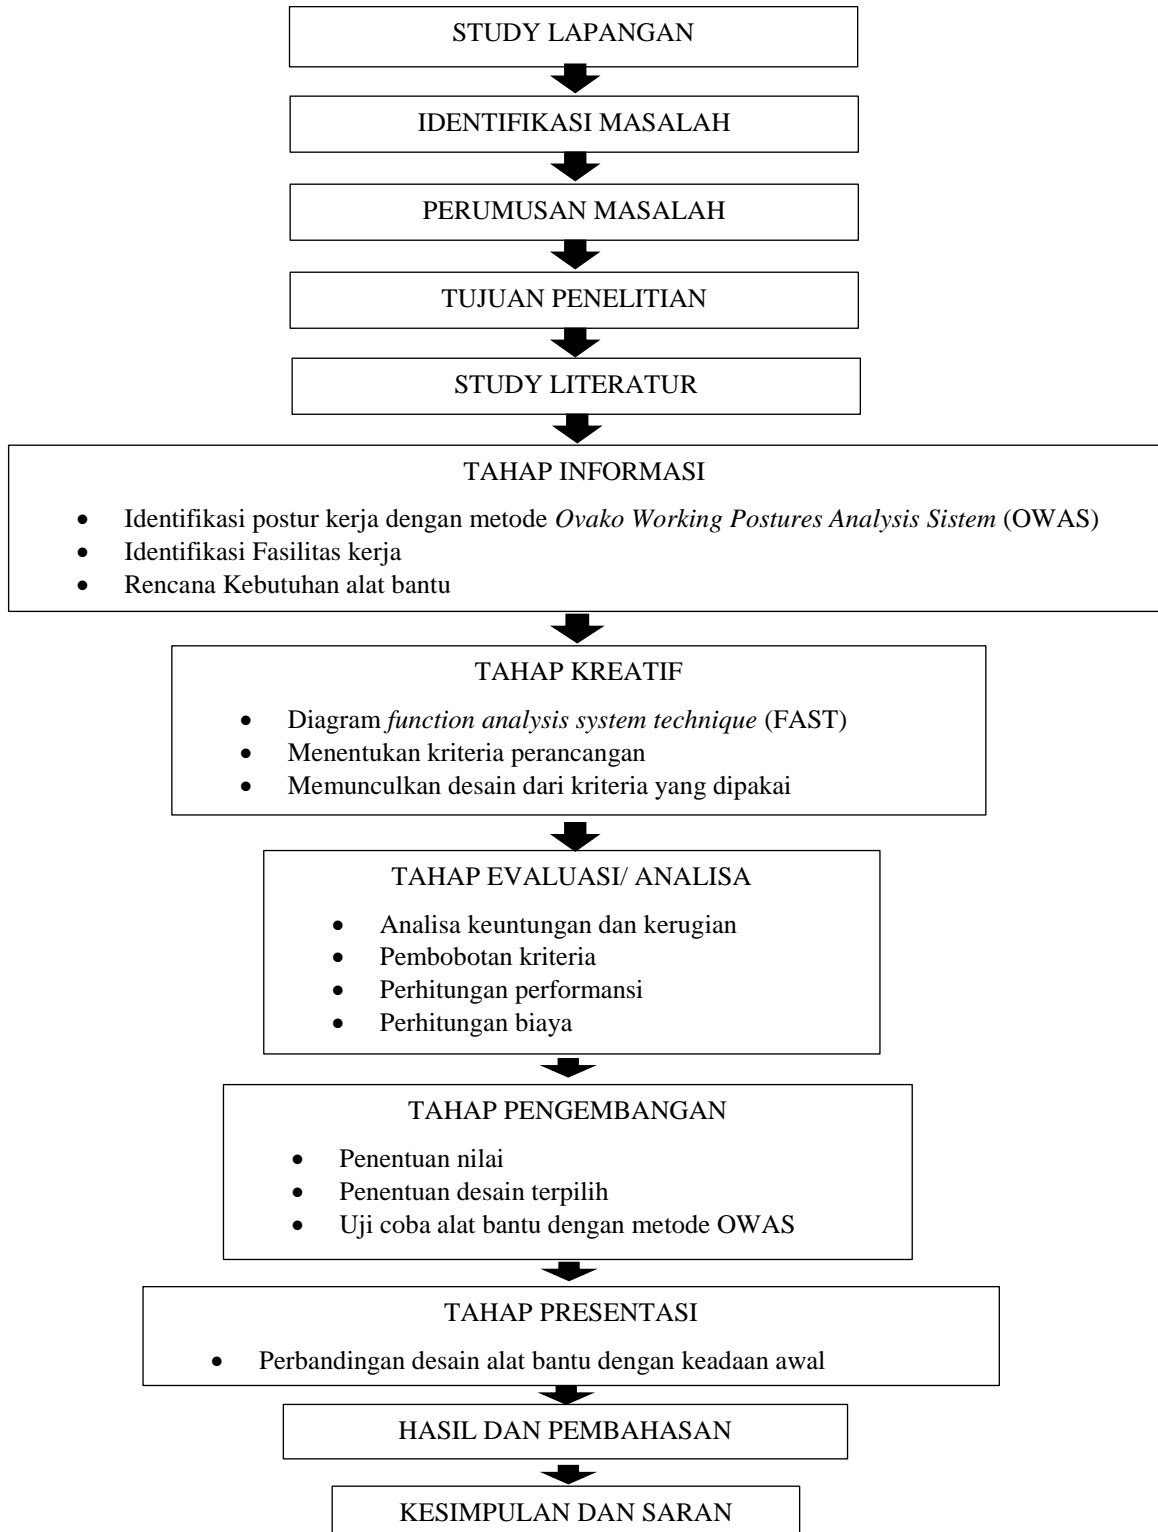 STUDY LAPANGAN
IDENTIFIKASI MASALAH
PERUMUSAN MASALAH
TUJUAN PENELITIAN
STUDY LITERATUR
TAHAP INFORMASI
• Identifikasi postur kerja dengan metode Ovako Working Postures Analysis Sistem (OWAS)
• Identifikasi Fasilitas kerja
• Rencana Kebutuhan alat bantu
TAHAP KREATIF
• Diagram function analysis system technique (FAST)
• Menentukan kriteria perancangan
• Memunculkan desain dari kriteria yang dipakai
TAHAP EVALUASI/ ANALISA
• Analisa keuntungan dan kerugian
• Pembobotan kriteria
• Perhitungan performansi
• Perhitungan biaya
TAHAP PENGEMBANGAN
• Penentuan nilai
• Penentuan desain terpilih
• Uji coba alat bantu dengan metode OWAS
TAHAP PRESENTASI
• Perbandingan desain alat bantu dengan keadaan awal
HASIL DAN PEMBAHASAN
KESIMPULAN DAN SARAN